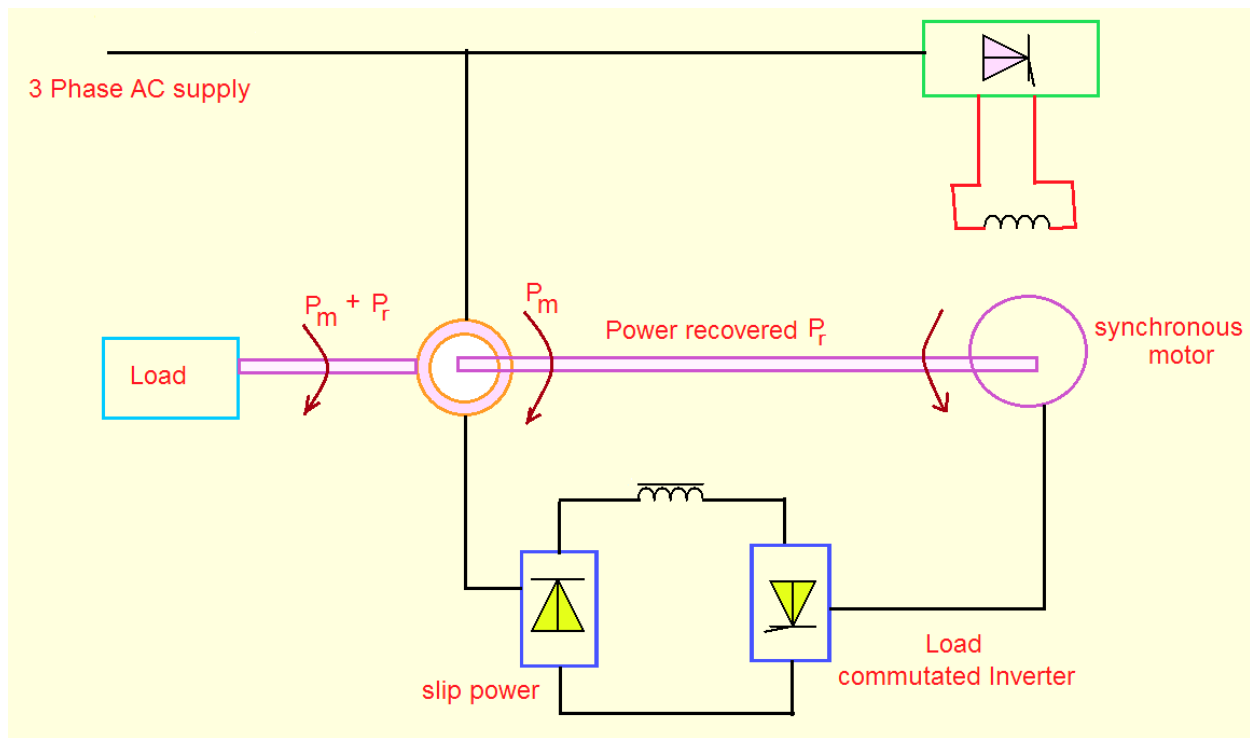 3 Phase AC supply
Pm + Pr
Pm
Power recovered Pr
synchronous
motor
Load
slip power
Load
commutated Inverter